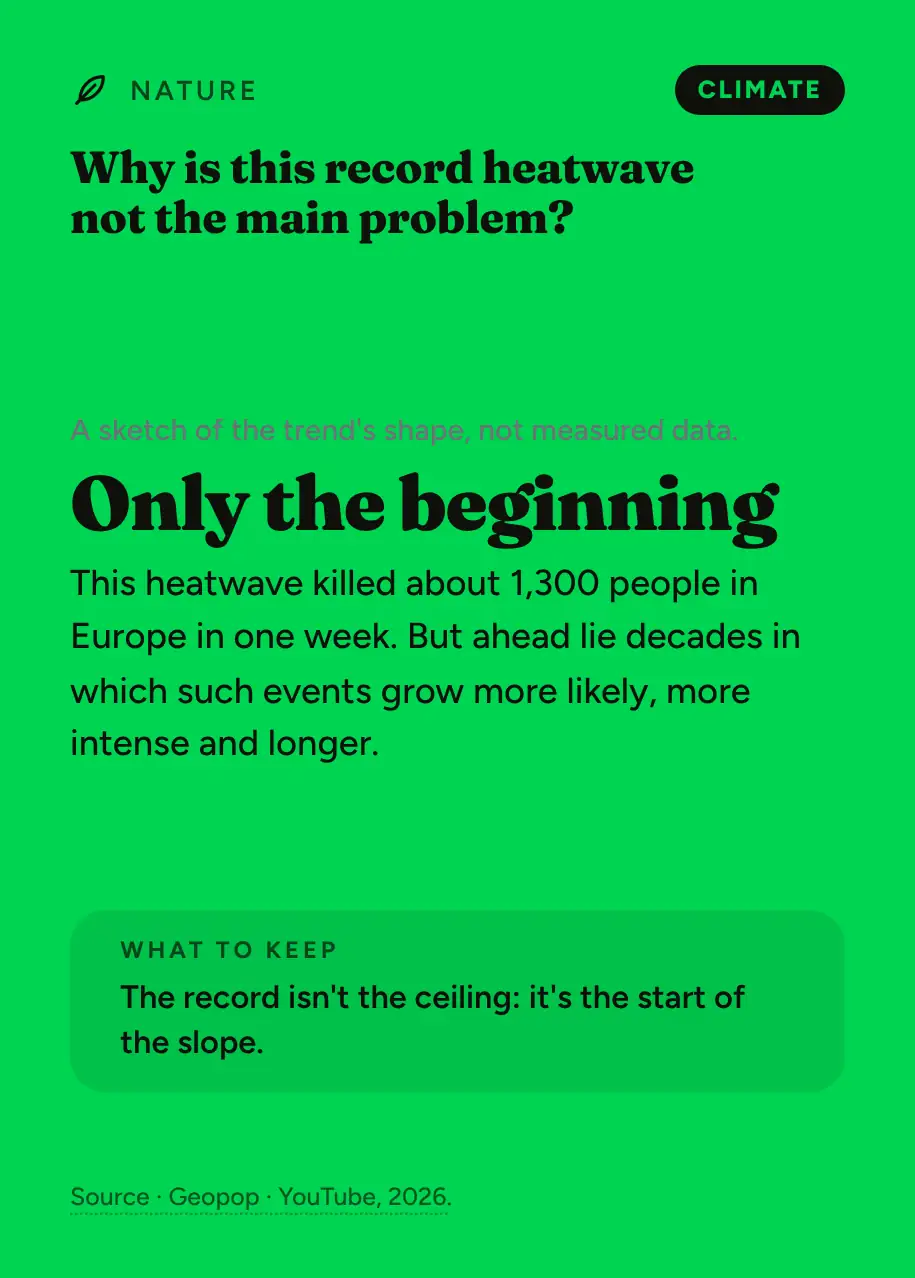 NATURE
CLIMATE
Why is this record heatwave
not the main problem?
A sketch of the trend's shape, not measured data.
Only the beginning
This heatwave killed about 1,300 people in
Europe in one week. But ahead lie decades in
which such events grow more likely, more
intense and longer.
WHAT TO KEEP
The record isn't the ceiling: it's the start of
the slope.
Source · Geopop · YouTube, 2026.